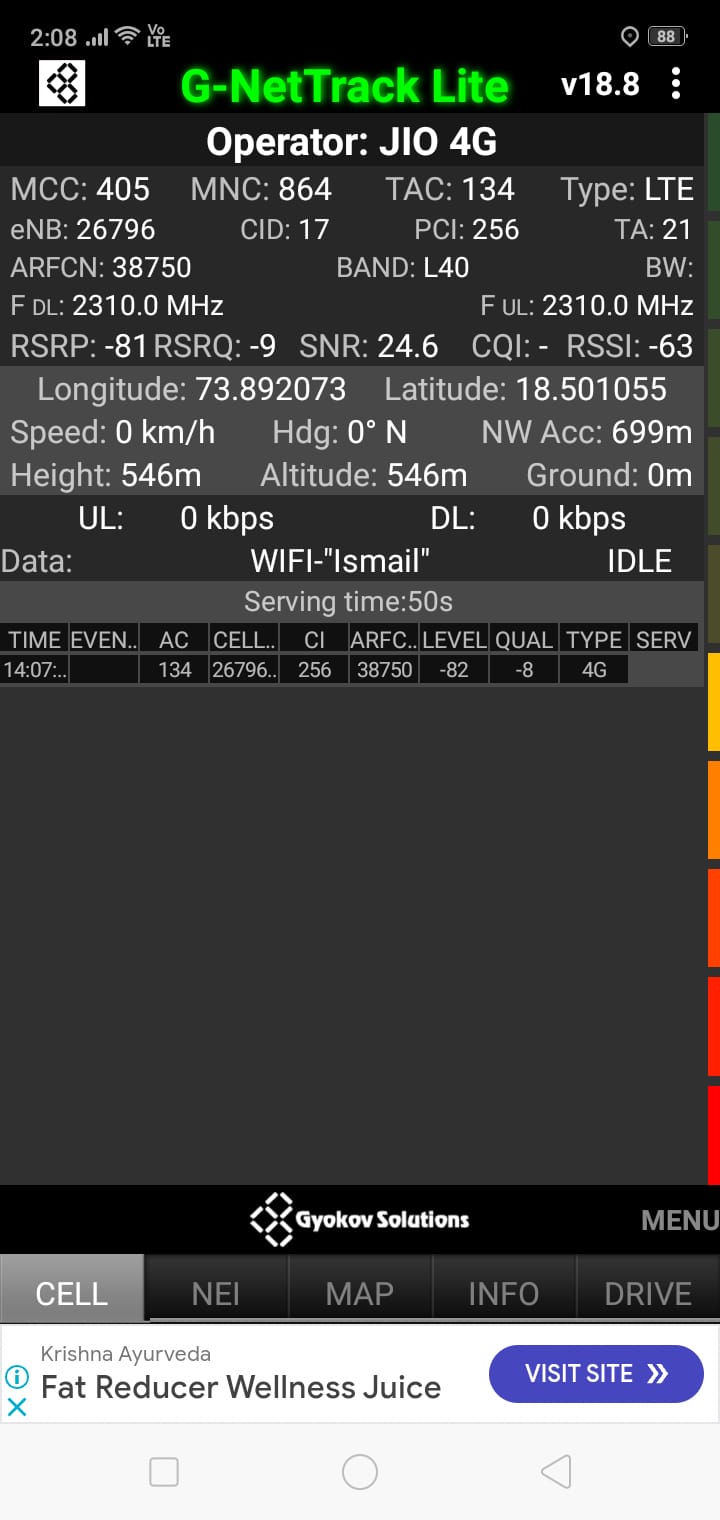 2:08 Vo LTE 88
G-NetTrack Lite v18.8
Operator: JIO 4G
MCC: 405 MNC: 864 TAC: 134 Type: LTE
eNB: 26796 CID: 17 PCI: 256 TA: 21
ARFCN: 38750 BAND: L40 BW:
F DL: 2310.0 MHz F UL: 2310.0 MHz
RSRP: -81 RSRQ: -9 SNR: 24.6 CQI: - RSSI: -63
Longitude: 73.892073 Latitude: 18.501055
Speed: 0 km/h Hdg: 0° N NW Acc: 699m
Height: 546m Altitude: 546m Ground: 0m
UL: 0 kbps DL: 0 kbps
Data: WIFI-"Ismail" IDLE
Serving time:50s
TIME EVEN.. AC CELL.. CI ARFC.. LEVEL QUAL TYPE SERV
14:07:.. 134 26796.. 256 38750 -82 -8 4G
Gyokov Solutions MENU
CELL NEI MAP INFO DRIVE
Krishna Ayurveda
Fat Reducer Wellness Juice VISIT SITE »